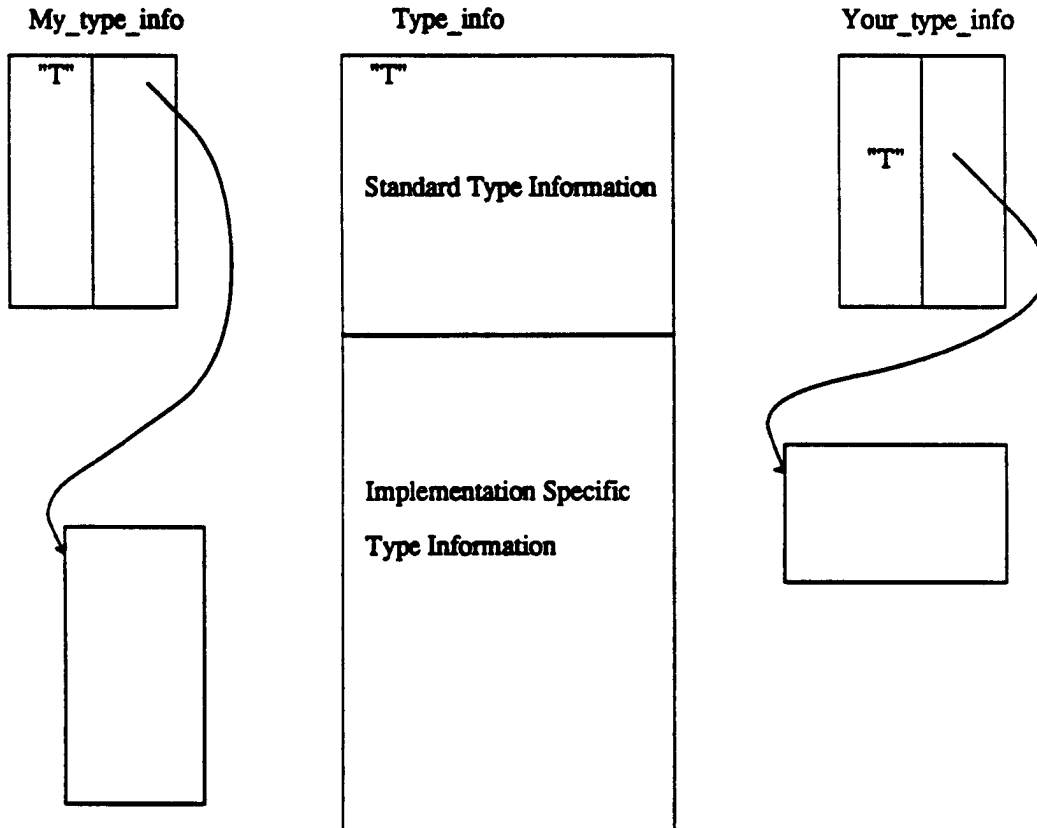 My_type_info
Type_info
Your_type_info
"T"
"T"
"T"
Standard Type Information
Implementation Specific
Type Information